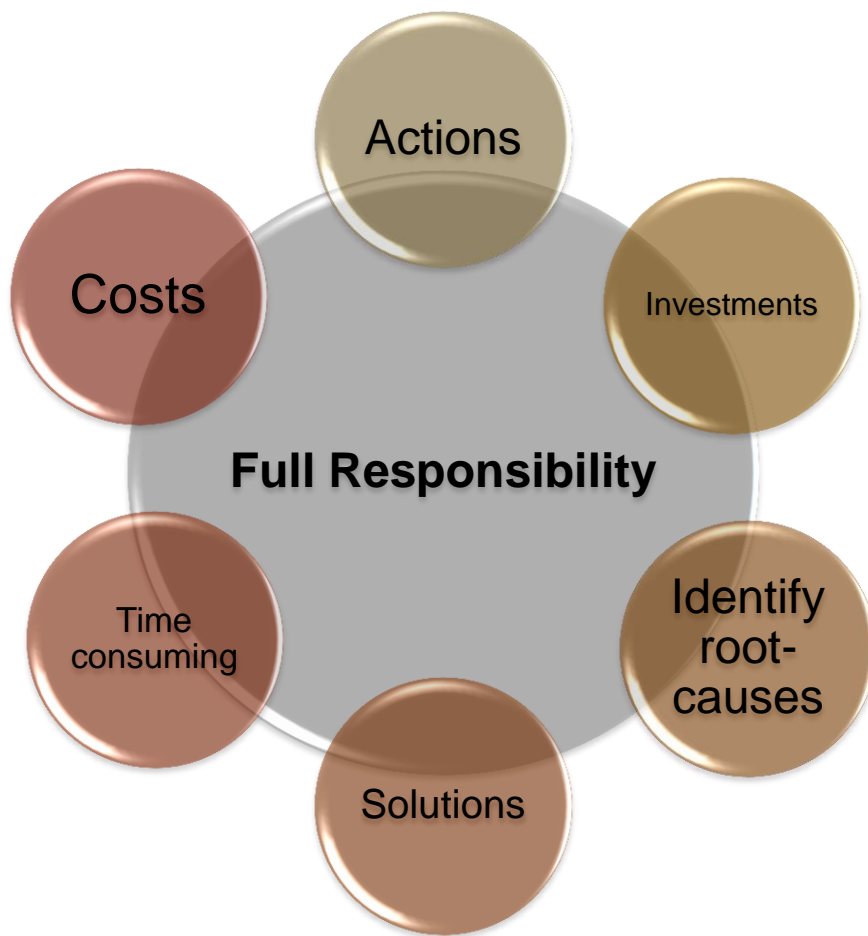 Actions
Costs
Investments
Full Responsibility
Identify
root-
causes
Time
consuming
Solutions